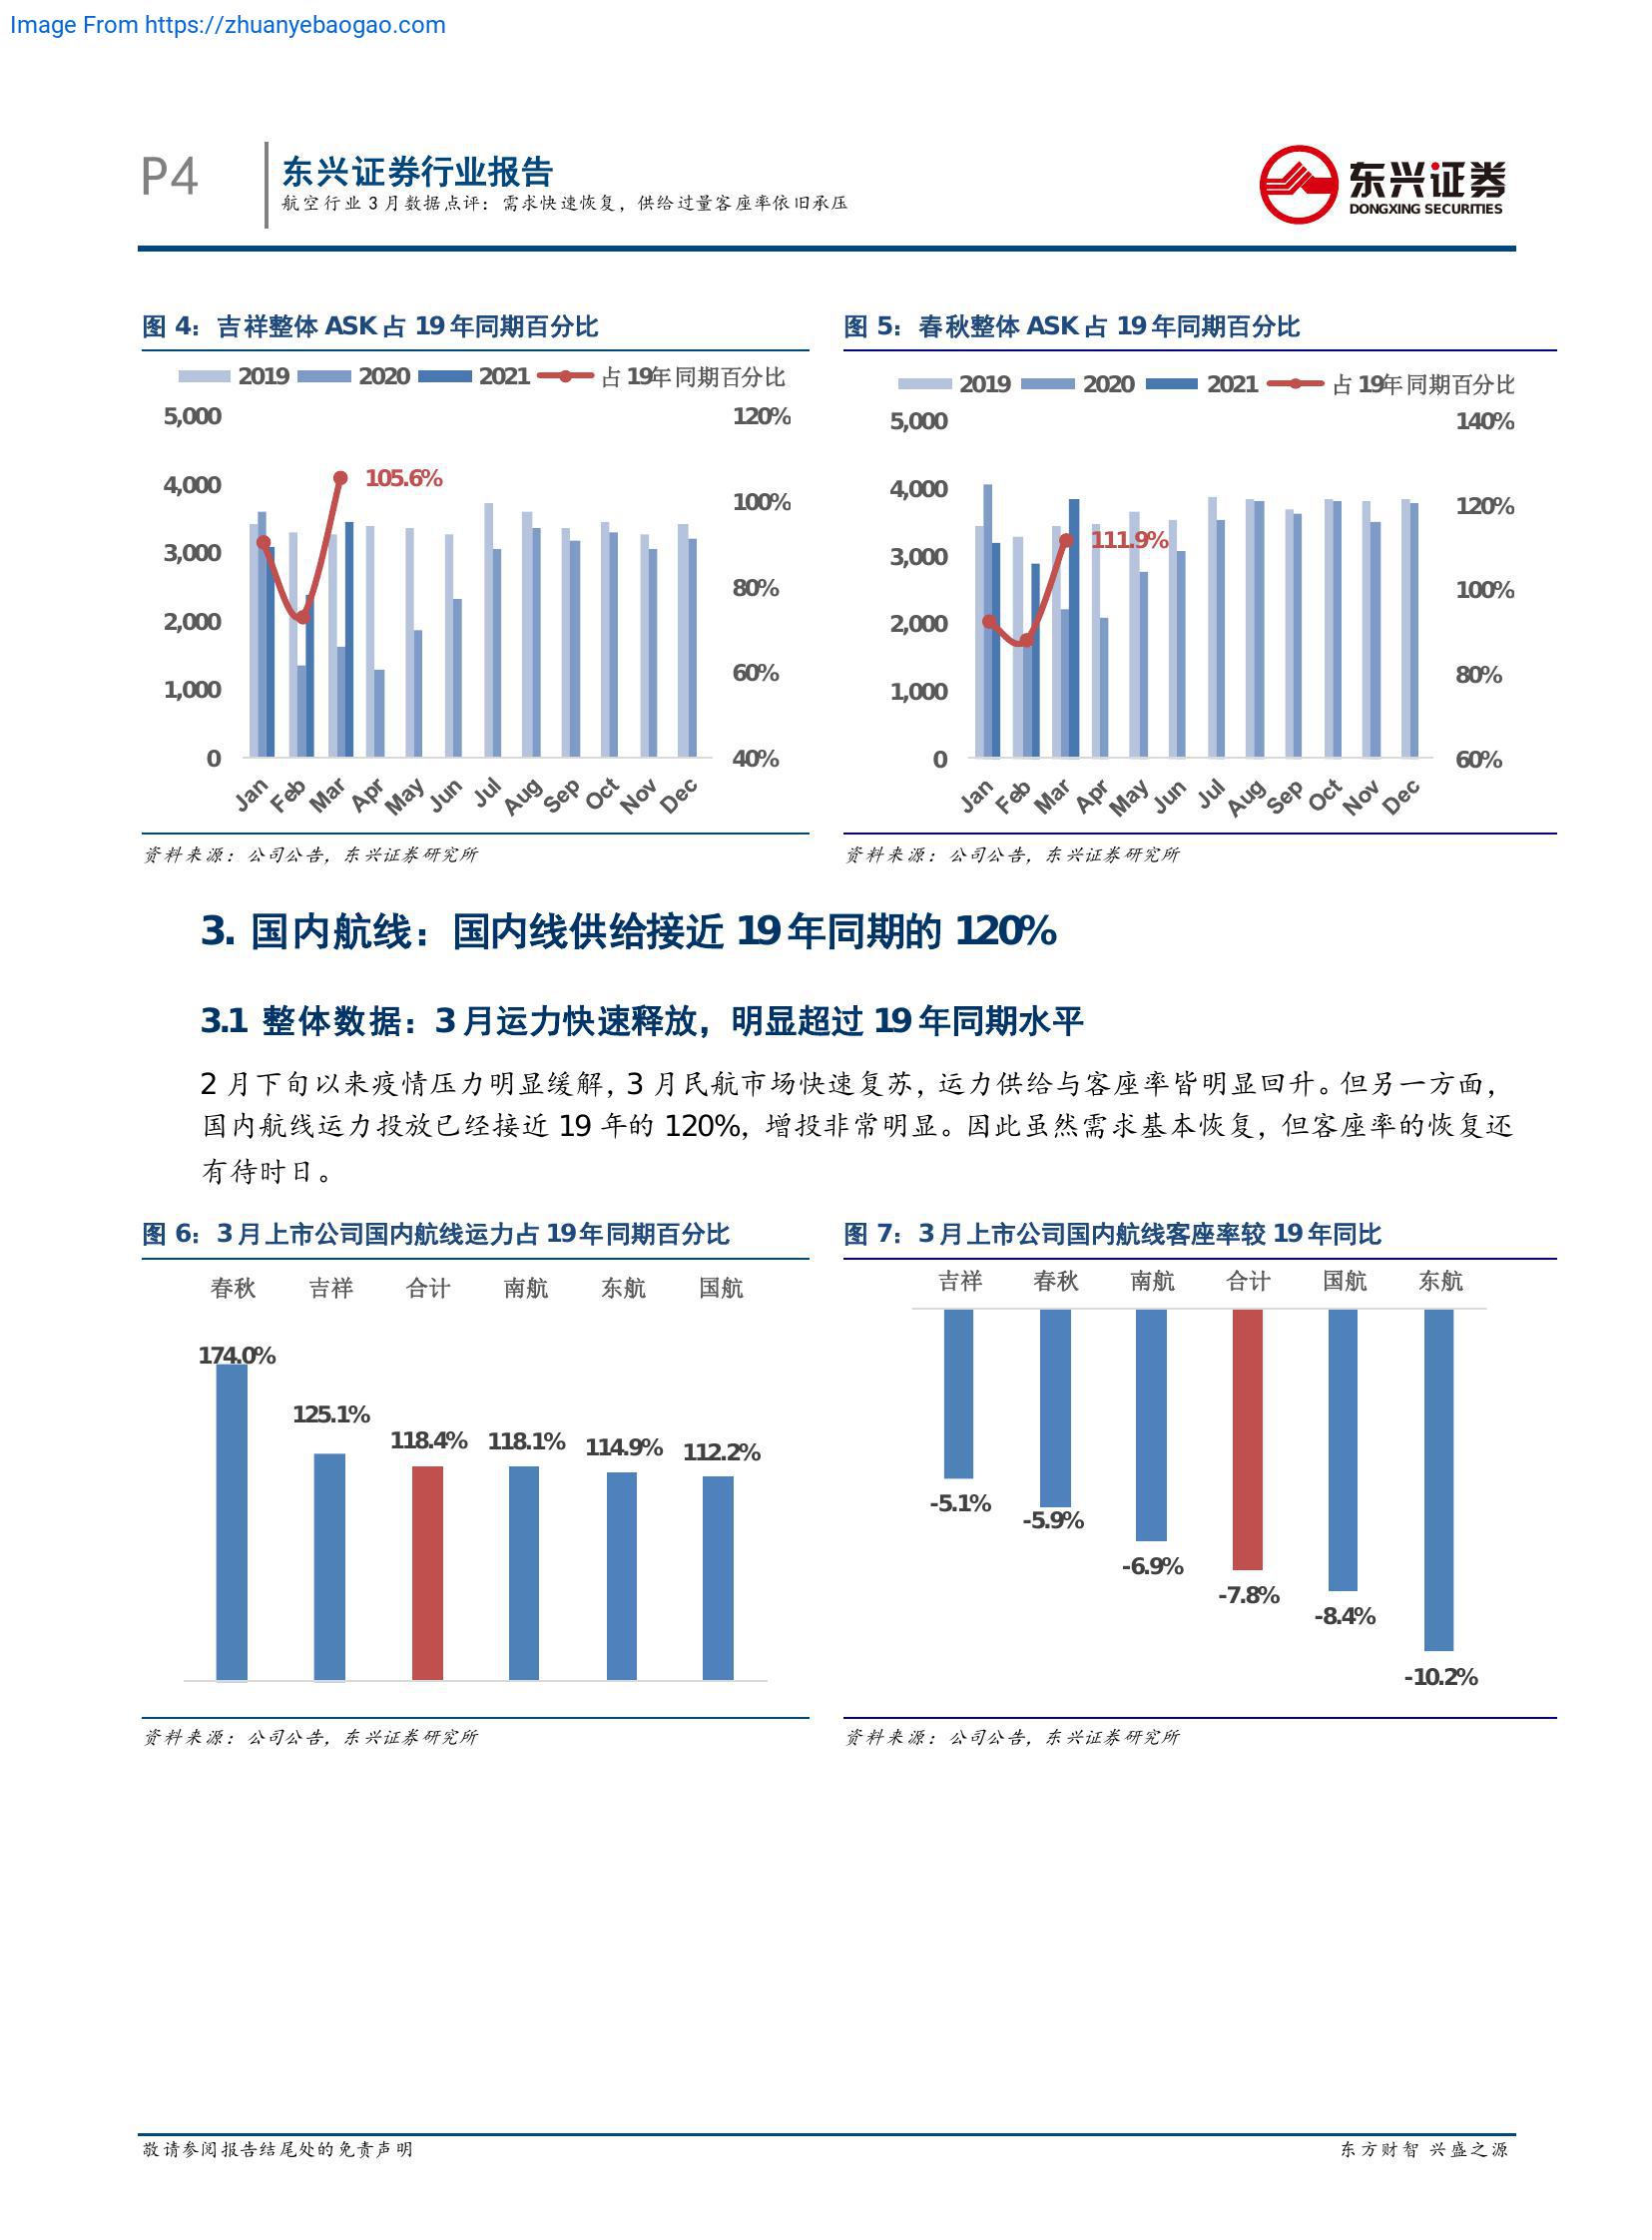 Image From https://zhuanyebaogao.com
P4
东兴证券行业报告
航空行业 3 月数据点评：需求快速恢复，供给过量客座率依旧承压
东兴证券
DONGXING SECURITIES
图 4：吉祥整体 ASK 占 19 年同期百分比
2019 2020 2021 占 19年同期百分比
5,000
4,000
3,000
2,000
1,000
0
120%
100%
80%
60%
40%
105.6%
Jan Feb Mar Apr May Jun Jul Aug Sep Oct Nov Dec
资料来源：公司公告，东兴证券研究所
图 5：春秋整体 ASK 占 19 年同期百分比
2019 2020 2021 占 19年同期百分比
5,000
4,000
3,000
2,000
1,000
0
140%
120%
100%
80%
60%
111.9%
Jan Feb Mar Apr May Jun Jul Aug Sep Oct Nov Dec
资料来源：公司公告，东兴证券研究所
3. 国内航线：国内线供给接近 19 年同期的 120%
3.1 整体数据：3 月运力快速释放，明显超过 19 年同期水平
2 月下旬以来疫情压力明显缓解，3 月民航市场快速复苏，运力供给与客座率皆明显回升。但另一方面，
国内航线运力投放已经接近 19 年的 120%，增投非常明显。因此虽然需求基本恢复，但客座率的恢复还
有待时日。
图 6：3 月上市公司国内航线运力占 19 年同期百分比
春秋 吉祥 合计 南航 东航 国航
174.0% 125.1% 118.4% 118.1% 114.9% 112.2%
资料来源：公司公告，东兴证券研究所
图 7：3 月上市公司国内航线客座率较 19 年同比
吉祥 春秋 南航 合计 国航 东航
-5.1% -5.9% -6.9% -7.8% -8.4% -10.2%
资料来源：公司公告，东兴证券研究所
敬请参阅报告结尾处的免责声明
东方财智 兴盛之源